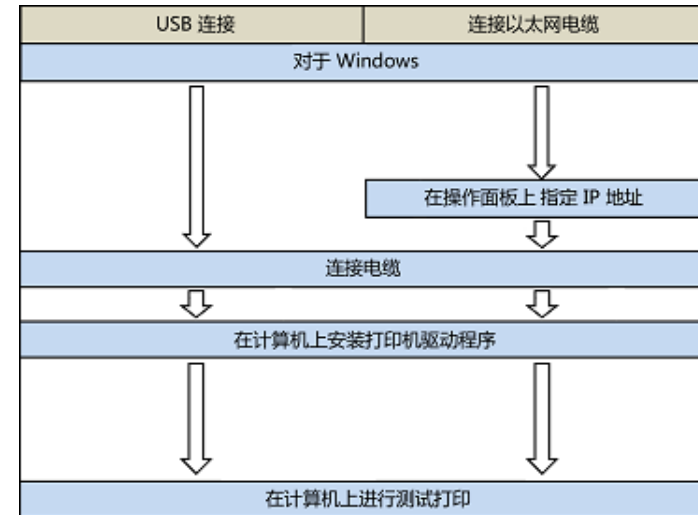 USB 连接
连接以太网电缆
对于 Windows
在操作面板上 指定 IP 地址
连接电缆
在计算机上安装打印机驱动程序
在计算机上进行测试打印